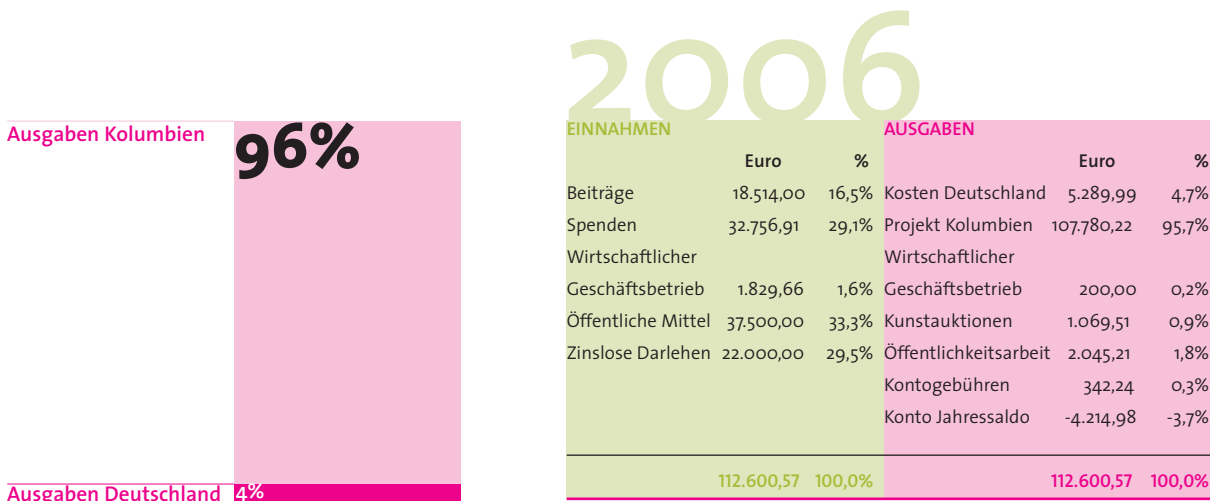 2006
Ausgaben Kolumbien 96%
Ausgaben Deutschland 4%
EINNAHMEN
Euro %
Beiträge 18.514,00 16,5%
Spenden 32.756,91 29,1%
Wirtschaftlicher
Geschäftsbetrieb 1.829,66 1,6%
Öffentliche Mittel 37.500,00 33,3%
Zinslose Darlehen 22.000,00 29,5%
112.600,57 100,0%
AUSGABEN
Euro %
Kosten Deutschland 5.289,99 4,7%
Projekt Kolumbien 107.780,22 95,7%
Wirtschaftlicher
Geschäftsbetrieb 200,00 0,2%
Kunstauktionen 1.069,51 0,9%
Öffentlichkeitsarbeit 2.045,21 1,8%
Kontogebühren 342,24 0,3%
Konto Jahressaldo -4.214,98 -3,7%
112.600,57 100,0%